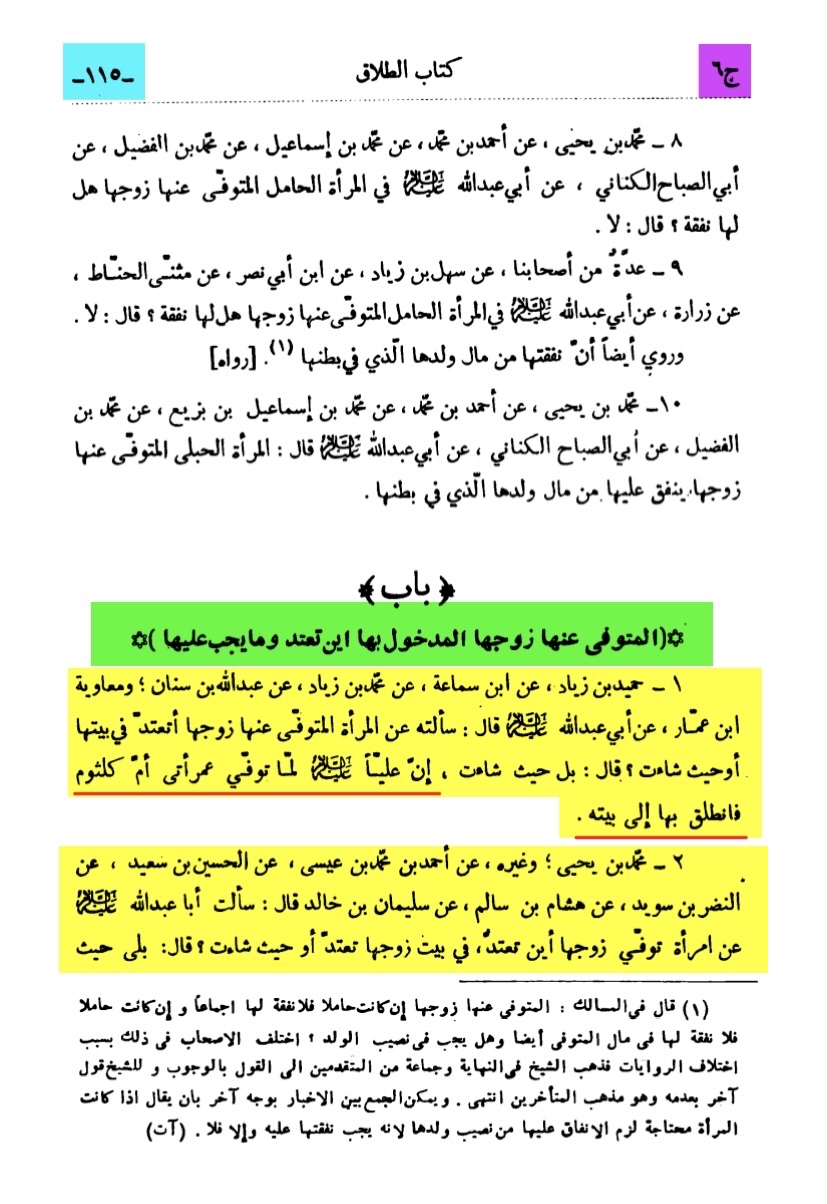 ج٦ كتاب الطلاق -١١٥-
٨ ـ محمّد بن يحيى ، عن أحمد بن محمّد ، عن محمّد بن إسماعيل ، عن محمّد بن الفضيل ، عن
أبي الصباح الكناني ، عن أبي عبدالله عليه السلام في المرأة الحامل المتوفّى عنها زوجها هل
لها نفقة ؟ قال : لا .
٩ ـ عدَّةٌ من أصحابنا ، عن سهل بن زياد ، عن ابن أبي نصر ، عن مثنّى الحنّاط ،
عن زرارة ، عن أبي عبدالله عليه السلام في المرأة الحامل المتوفّى عنها زوجها هل لها نفقة ؟ قال : لا .
وروي أيضاً أنَّ نفقتها من مال ولدها الّذي في بطنها (١). [رواه]
١٠ـ محمّد بن يحيى ، عن أحمد بن محمّد ، عن محمّد بن إسماعيل بن بزيع ، عن محمّد بن
الفضيل ، عن أبي الصباح الكناني ، عن أبي عبدالله عليه السلام قال : المرأة الحبلى المتوفّى عنها
زوجها ينفق عليها من مال ولدها الّذي في بطنها .
﴿ باب ﴾
✡(المتوفى عنها زوجها المدخول بها اين تعتد وما يجب عليها )✡
١ ـ حميد بن زياد ، عن ابن سماعة ، عن محمّد بن زياد ، عن عبدالله بن سنان ؛ ومعاوية
ابن عمّار ، عن أبي عبدالله عليه السلام قال : سألته عن المرأة المتوفّى عنها زوجها أتعتدّ في بيتها
أو حيث شاءت ؟ قال : بل حيث شاءت ، إنَّ عليّاً عليه السلام لمّا توفّي عمر أتى أمَّ كلثوم
فانطلق بها إلى بيته .
٢ ـ محمّد بن يحيى ؛ وغيره ، عن أحمد بن محمّد بن عيسى ، عن الحسين بن سعيد ، عن
النضر بن سويد ، عن هشام بن سالم ، عن سليمان بن خالد قال : سألت أبا عبدالله عليه السلام
عن امرأة توفّي زوجها أين تعتدُّ، في بيت زوجها تعتدّ أو حيث شاءت ؟ قال: بلى حيث
(١) قال في المسالك : المتوفى عنها زوجها إن كانت حاملا فلا نفقة لها اجماعاً و إن كانت حاملا
فلا نفقة لها فى مال المتوفى أيضا وهل يجب فى نصيب الولد ؟ اختلف الاصحاب فى ذلك بسبب
اختلاف الروايات فذهب الشيخ فى النهاية وجماعة من المتقدمين الى القول بالوجوب و للشيخ قول
آخر بعدمه وهو مذهب المتأخرين انتهى . ويمكن الجمع بين الاخبار بوجه آخر بان يقال اذا كانت
المرأة محتاجة لزم الانفاق عليها من نصيب ولدها لانه يجب نفقتها عليه وإلا فلا . (آت)